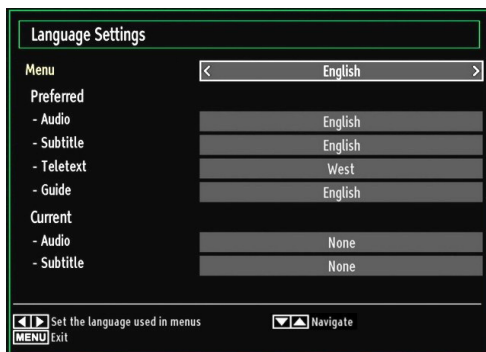 Language Settings
Menu < English >
Preferred
- Audio English
- Subtitle English
- Teletext West
- Guide English
Current
- Audio None
- Subtitle None
Set the language used in menus Navigate
MENU Exit